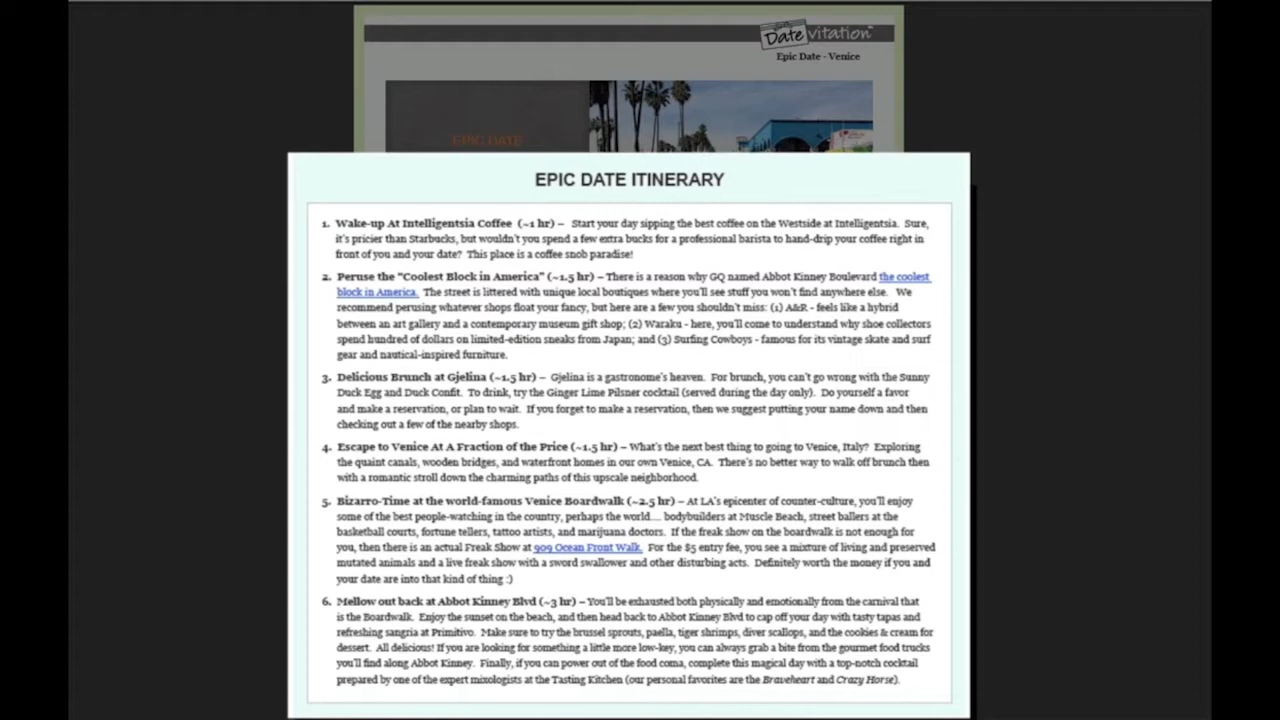 Datevitation™
Epic Date - Venice
EPIC DATE
EPIC DATE ITINERARY
1. Wake-up At Intelligentsia Coffee (~1 hr) – Start your day sipping the best coffee on the Westside at Intelligentsia. Sure,
it's pricier than Starbucks, but wouldn't you spend a few extra bucks for a professional barista to hand-drip your coffee right in
front of you and your date? This place is a coffee snob paradise!
2. Peruse the "Coolest Block in America" (~1.5 hr) – There is a reason why GQ named Abbot Kinney Boulevard the coolest
block in America. The street is littered with unique local boutiques where you'll see stuff you won't find anywhere else. We
recommend perusing whatever shops float your fancy, but here are a few you shouldn't miss: (1) A&R - feels like a hybrid
between an art gallery and a contemporary museum gift shop; (2) Waraku - here, you'll come to understand why shoe collectors
spend hundred of dollars on limited-edition sneaks from Japan; and (3) Surfing Cowboys - famous for its vintage skate and surf
gear and nautical-inspired furniture.
3. Delicious Brunch at Gjelina (~1.5 hr) – Gjelina is a gastronome's heaven. For brunch, you can't go wrong with the Sunny
Duck Egg and Duck Confit. To drink, try the Ginger Lime Pilsner cocktail (served during the day only). Do yourself a favor
and make a reservation, or plan to wait. If you forget to make a reservation, then we suggest putting your name down and then
checking out a few of the nearby shops.
4. Escape to Venice At A Fraction of the Price (~1.5 hr) – What's the next best thing to going to Venice, Italy? Exploring
the quaint canals, wooden bridges, and waterfront homes in our own Venice, CA. There's no better way to walk off brunch then
with a romantic stroll down the charming paths of this upscale neighborhood.
5. Bizarro-Time at the world-famous Venice Boardwalk (~2.5 hr) – At LA's epicenter of counter-culture, you'll enjoy
some of the best people-watching in the country, perhaps the world.... bodybuilders at Muscle Beach, street ballers at the
basketball courts, fortune tellers, tattoo artists, and marijuana doctors. If the freak show on the boardwalk is not enough for
you, then there is an actual Freak Show at 909 Ocean Front Walk. For the $5 entry fee, you see a mixture of living and preserved
mutated animals and a live freak show with a sword swallower and other disturbing acts. Definitely worth the money if you and
your date are into that kind of thing :)
6. Mellow out back at Abbot Kinney Blvd (~3 hr) – You'll be exhausted both physically and emotionally from the carnival that
is the Boardwalk. Enjoy the sunset on the beach, and then head back to Abbot Kinney Blvd to cap off your day with tasty tapas and
refreshing sangria at Primitivo. Make sure to try the brussel sprouts, paella, tiger shrimps, diver scallops, and the cookies & cream for
dessert. All delicious! If you are looking for something a little more low-key, you can always grab a bite from the gourmet food trucks
you'll find along Abbot Kinney. Finally, if you can power out of the food coma, complete this magical day with a top-notch cocktail
prepared by one of the expert mixologists at the Tasting Kitchen (our personal favorites are the Braveheart and Crazy Horse).